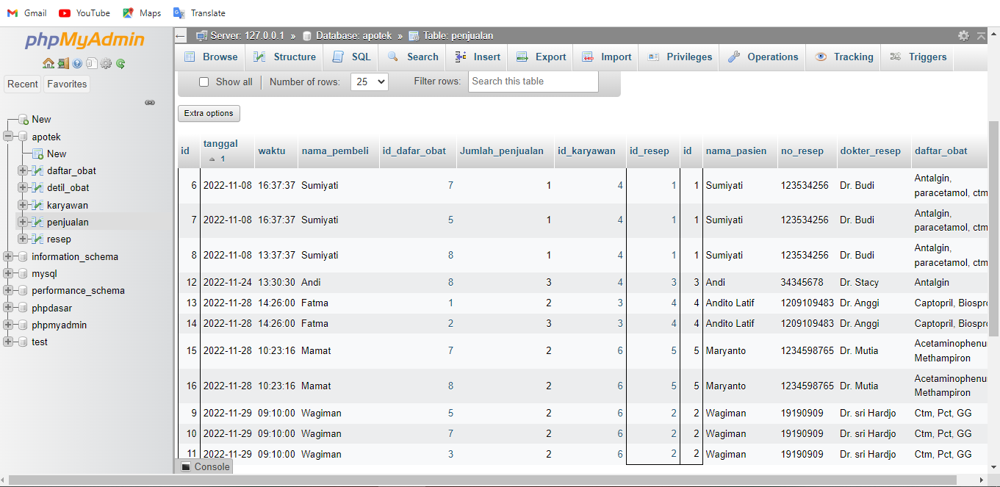 Gmail YouTube Maps Translate
phpMyAdmin
Recent Favorites
New
apotek
New
daftar_obat
detil_obat
karyawan
penjualan
resep
information_schema
mysql
performance_schema
phpdasar
phpmyadmin
test
Server: 127.0.0.1 » Database: apotek » Table: penjualan
Browse Structure SQL Search Insert Export Import Privileges Operations Tracking Triggers
Show all Number of rows: 25 Filter rows: Search this table
Extra options
id tanggal 1 waktu nama_pembeli id_dafar_obat Jumlah_penjualan id_karyawan id_resep id nama_pasien no_resep dokter_resep daftar_obat
6 2022-11-08 16:37:37 Sumiyati 7 1 4 1 1 Sumiyati 123534256 Dr. Budi Antalgin,
paracetamol, ctm
7 2022-11-08 16:37:37 Sumiyati 5 1 4 1 1 Sumiyati 123534256 Dr. Budi Antalgin,
paracetamol, ctm
8 2022-11-08 13:37:37 Sumiyati 8 1 4 1 1 Sumiyati 123534256 Dr. Budi Antalgin,
paracetamol, ctm
12 2022-11-24 13:30:30 Andi 8 3 4 3 3 Andi 34345678 Dr. Stacy Antalgin
13 2022-11-28 14:26:00 Fatma 1 2 3 4 4 Andito Latif 1209109483 Dr. Anggi Captopril, Biospr
14 2022-11-28 14:26:00 Fatma 2 3 3 4 4 Andito Latif 1209109483 Dr. Anggi Captopril, Biospr
15 2022-11-28 10:23:16 Mamat 7 2 6 5 5 Maryanto 1234598765 Dr. Mutia Acetaminophenu
Methampiron
16 2022-11-28 10:23:16 Mamat 8 2 6 5 5 Maryanto 1234598765 Dr. Mutia Acetaminophenu
Methampiron
9 2022-11-29 09:10:00 Wagiman 5 2 6 2 2 Wagiman 19190909 Dr. sri Hardjo Ctm, Pct, GG
10 2022-11-29 09:10:00 Wagiman 7 2 6 2 2 Wagiman 19190909 Dr. sri Hardjo Ctm, Pct, GG
11 2022-11-29 09:10:00 Wagiman 3 2 6 2 2 Wagiman 19190909 Dr. sri Hardjo Ctm, Pct, GG
Console